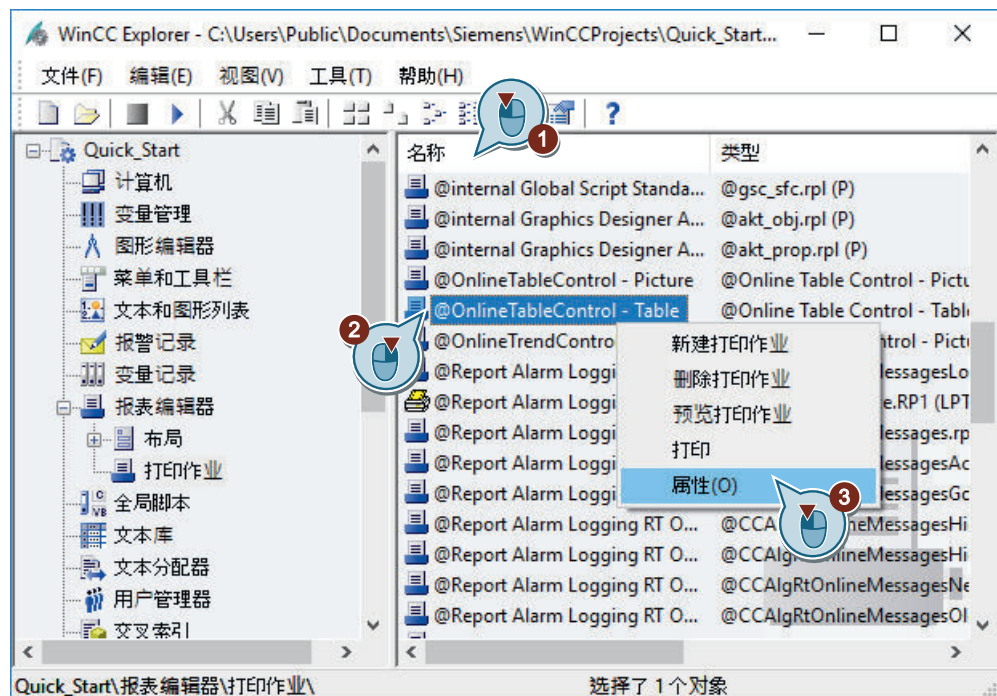 WinCC Explorer - C:\Users\Public\Documents\Siemens\WinCCProjects\Quick_Start...
文件(F) 编辑(E) 视图(V) 工具(T) 帮助(H)
1
Quick_Start
计算机
变量管理
图形编辑器
菜单和工具栏
文本和图形列表
报警记录
变量记录
报表编辑器
布局
打印作业
全局脚本
文本库
文本分配器
用户管理器
交叉索引
名称 类型
@internal Global Script Standa... @gsc_sfc.rpl (P)
@internal Graphics Designer A... @akt_obj.rpl (P)
@internal Graphics Designer A... @akt_prop.rpl (P)
@OnlineTableControl - Picture @Online Table Control - Pictu
@OnlineTableControl - Table @Online Table Control - Tabl
2
@OnlineTrendContro ntrol - Pict
@Report Alarm Loggi lessagesLo
@Report Alarm Loggi e.RP1 (LPT
@Report Alarm Loggi lessages.rp
@Report Alarm Loggi lessagesAc
@Report Alarm Loggi lessagesGc
@Report Alarm Logging RT O... @CCA nMessagesHi
@Report Alarm Logging RT O... @CCAlgRtOnlineMessagesHi
@Report Alarm Logging RT O... @CCAlgRtOnlineMessagesNe
@Report Alarm Logging RT O... @CCAlgRtOnlineMessagesOl
新建打印作业
删除打印作业
预览打印作业
打印
属性(O)
3
Quick_Start\报表编辑器\打印作业\ 选择了 1 个对象